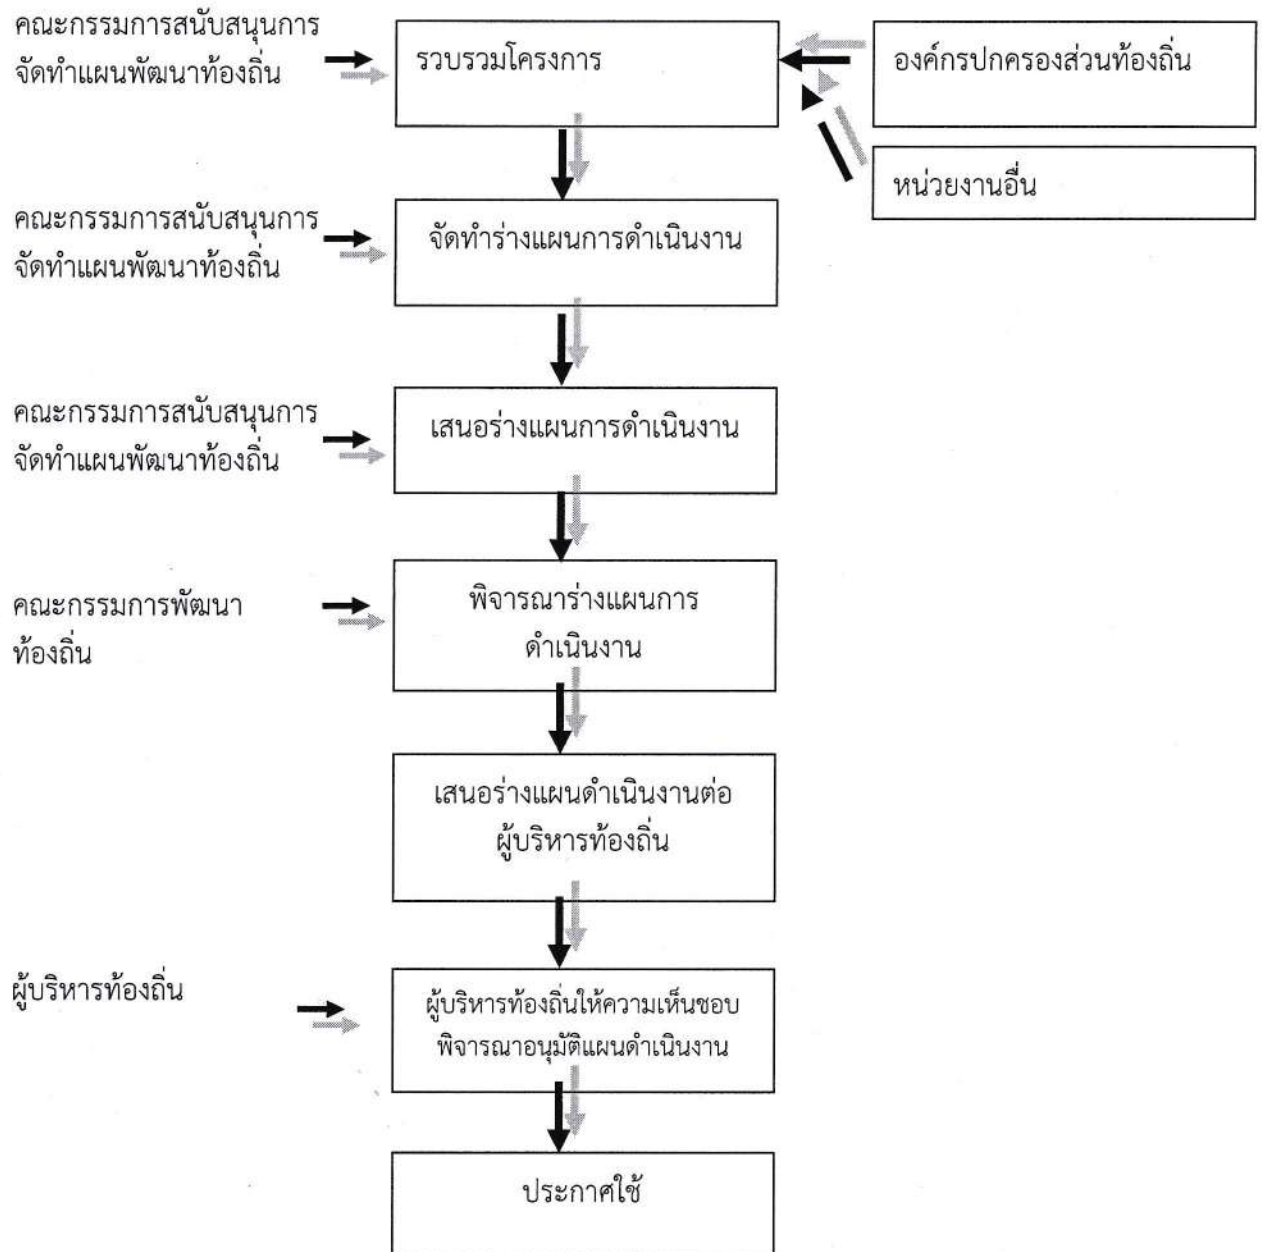 คณะกรรมการสนับสนุนการ
จัดทำแผนพัฒนาท้องถิ่น
รวบรวมโครงการ
องค์กรปกครองส่วนท้องถิ่น
หน่วยงานอื่น
คณะกรรมการสนับสนุนการ
จัดทำแผนพัฒนาท้องถิ่น
จัดทำร่างแผนการดำเนินงาน
คณะกรรมการสนับสนุนการ
จัดทำแผนพัฒนาท้องถิ่น
เสนอร่างแผนการดำเนินงาน
คณะกรรมการพัฒนา
ท้องถิ่น
พิจารณาร่างแผนการ
ดำเนินงาน
เสนอร่างแผนดำเนินงานต่อ
ผู้บริหารท้องถิ่น
ผู้บริหารท้องถิ่น
ผู้บริหารท้องถิ่นให้ความเห็นชอบ
พิจารณาอนุมัติแผนดำเนินงาน
ประกาศใช้